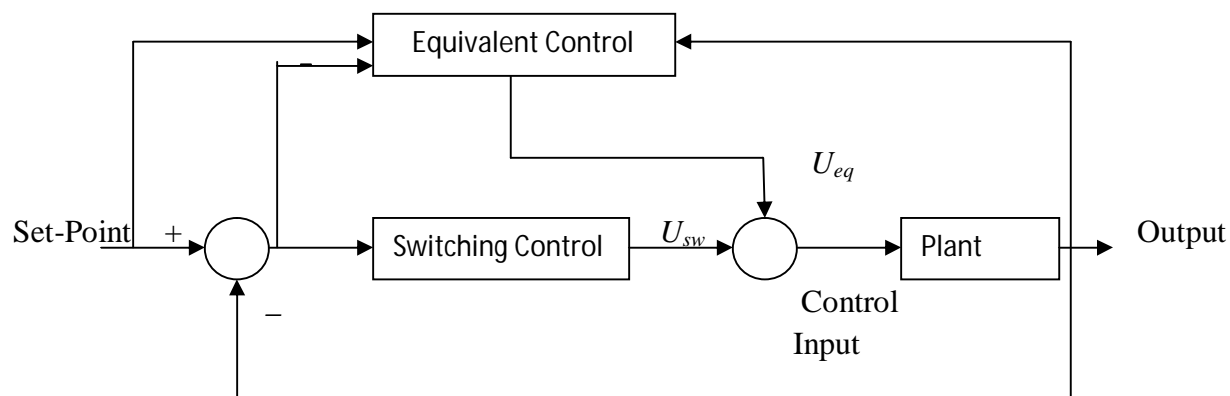 Equivalent Control
−
U_eq
Set-Point
+
Switching Control
U_sw
Plant
Output
−
Control
Input